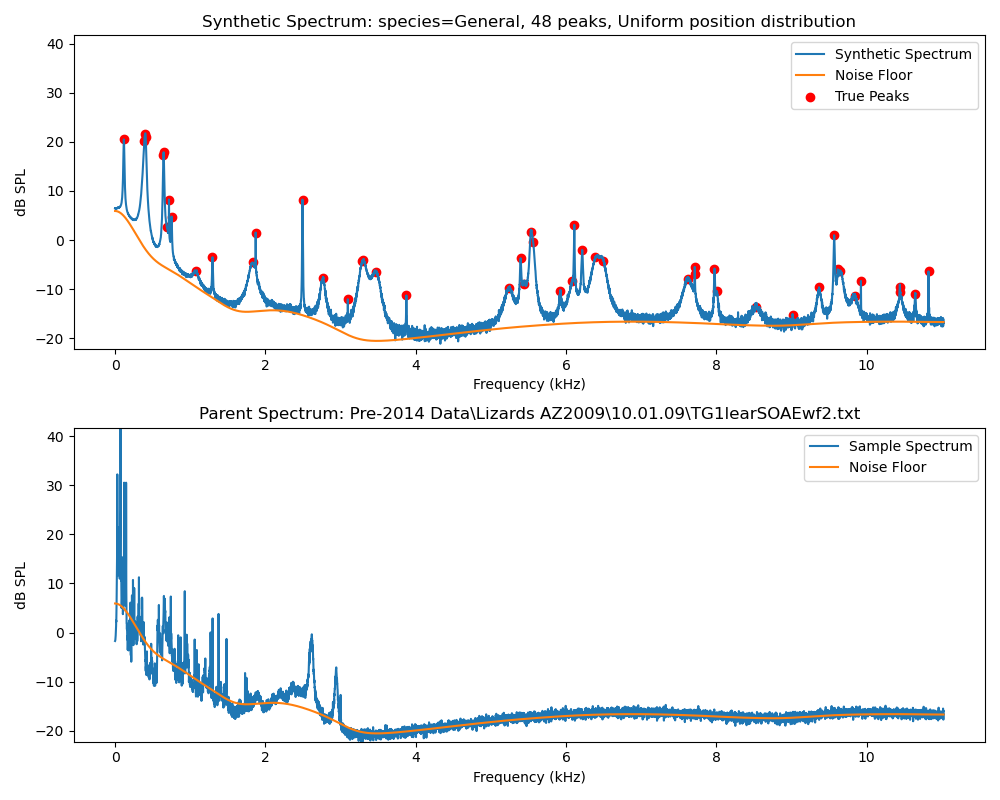 Synthetic Spectrum: species=General, 48 peaks, Uniform position distribution
40
30
20
10
0
−10
−20
dB SPL
Synthetic Spectrum
Noise Floor
True Peaks
0 2 4 6 8 10
Frequency (kHz)
Parent Spectrum: Pre-2014 Data\Lizards AZ2009\10.01.09\TG1learSOAEwf2.txt
40
30
20
10
0
−10
−20
dB SPL
Sample Spectrum
Noise Floor
0 2 4 6 8 10
Frequency (kHz)